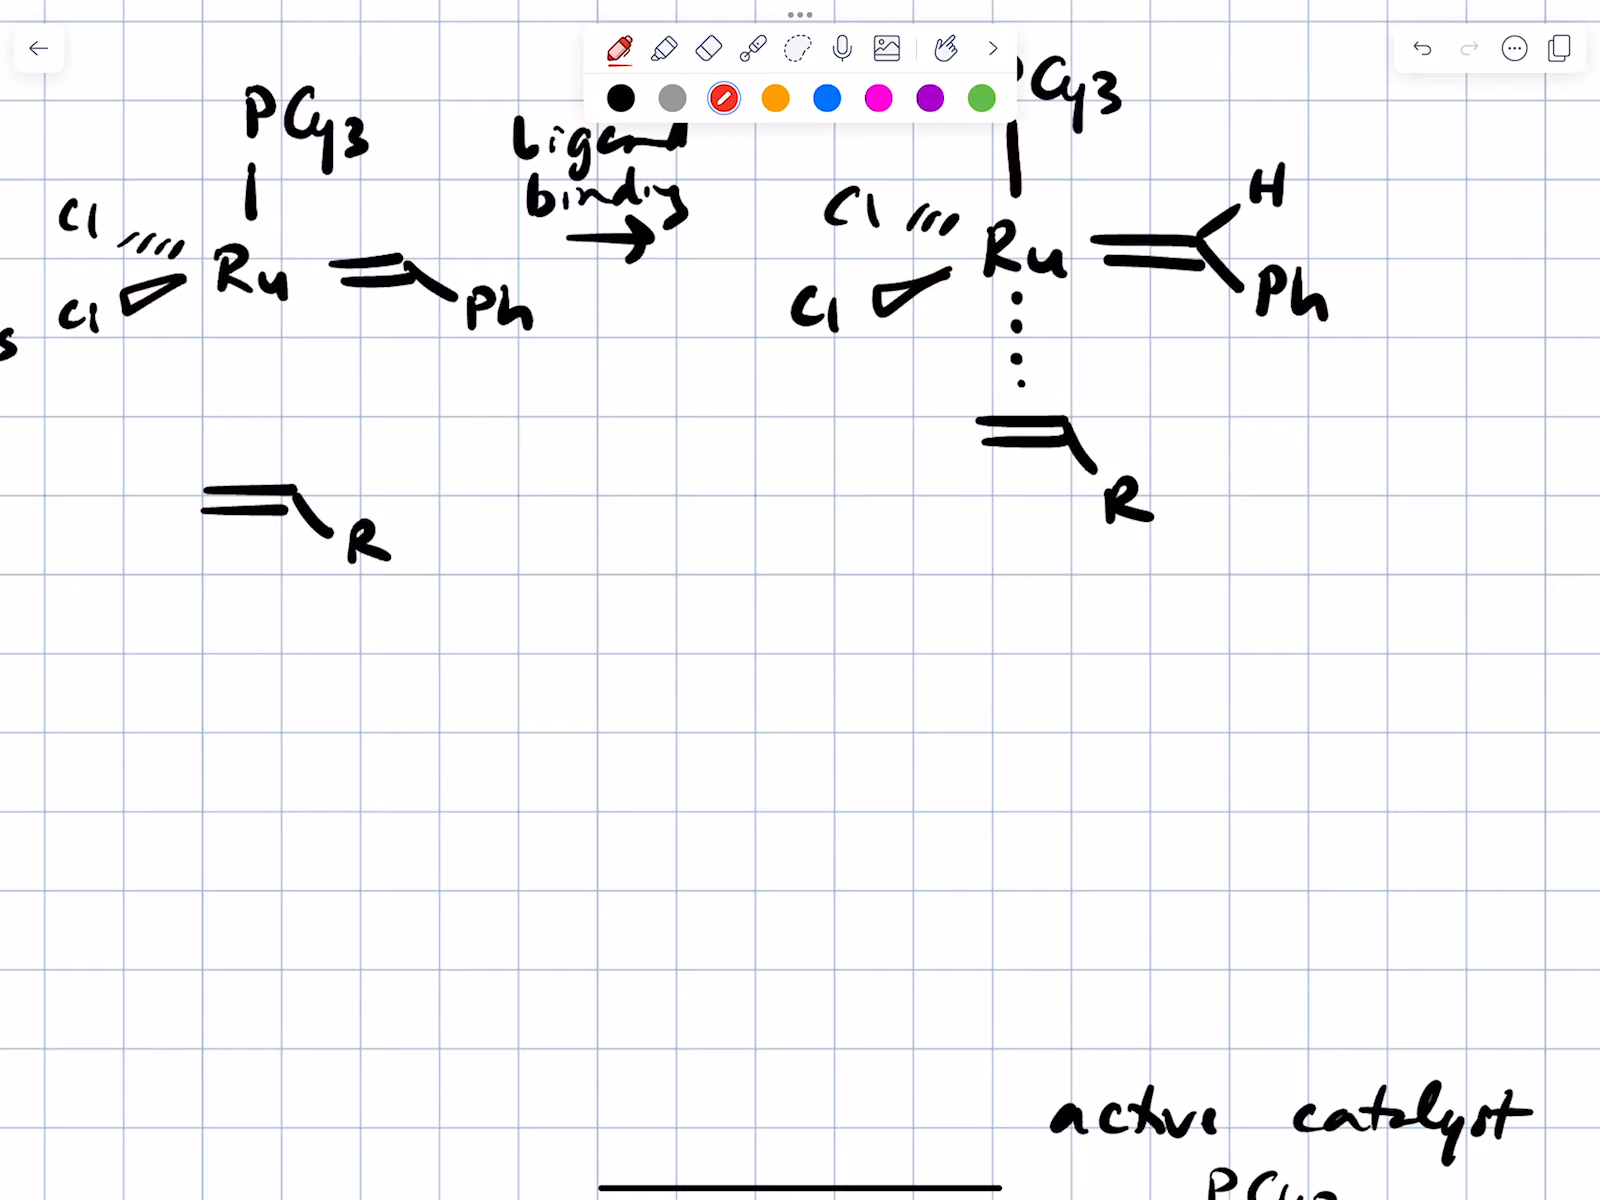 PCy3
Cl
Ru
Ph
Cl
R
Ligand
binding
PCy3
H
Cl
Ru
Ph
Cl
R
active catalyst